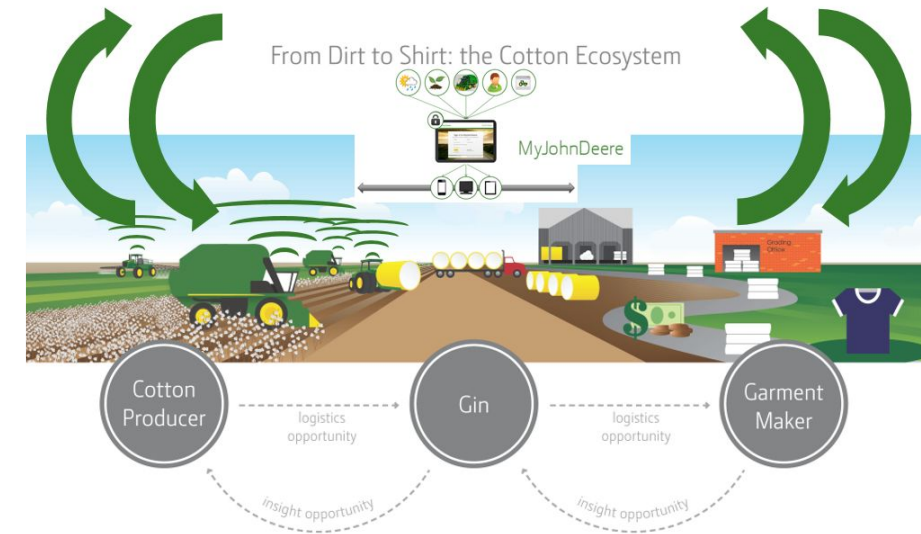 From Dirt to Shirt: the Cotton Ecosystem
MyJohnDeere
Grading
Office
Cotton
Producer
logistics
opportunity
Gin
logistics
opportunity
Garment
Maker
insight opportunity
insight opportunity